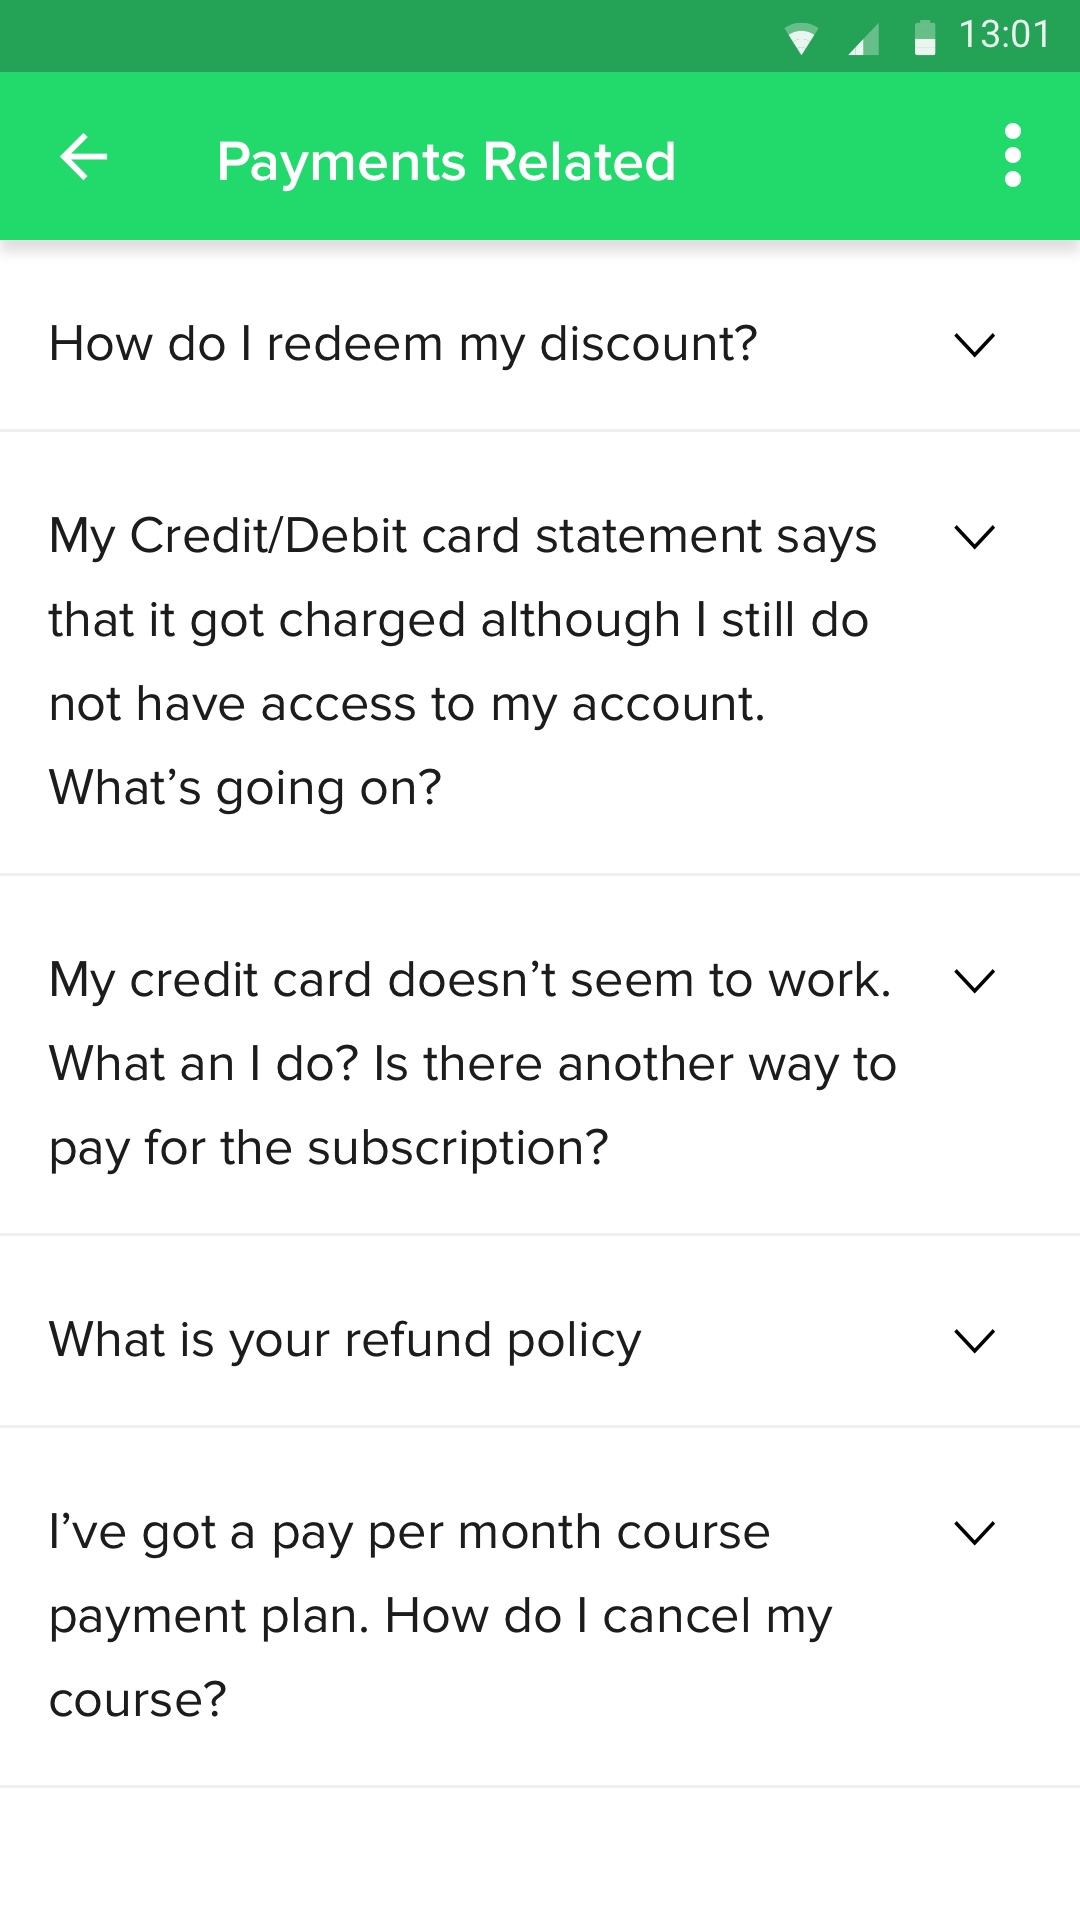 13:01
Payments Related
How do I redeem my discount?
My Credit/Debit card statement says
that it got charged although I still do
not have access to my account.
What’s going on?
My credit card doesn’t seem to work.
What an I do? Is there another way to
pay for the subscription?
What is your refund policy
I’ve got a pay per month course
payment plan. How do I cancel my
course?